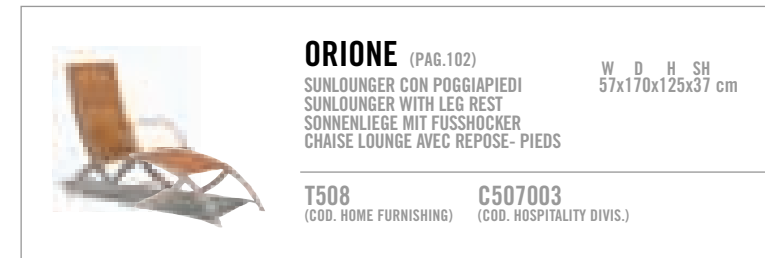 ORIONE (PAG.102)
SUNLOUNGER CON POGGIAPIEDI
SUNLOUNGER WITH LEG REST
SONNENLIEGE MIT FUSSHOCKER
CHAISE LOUNGE AVEC REPOSE- PIEDS
W D H SH
57x170x125x37 cm
T508
(COD. HOME FURNISHING)
C507003
(COD. HOSPITALITY DIVIS.)